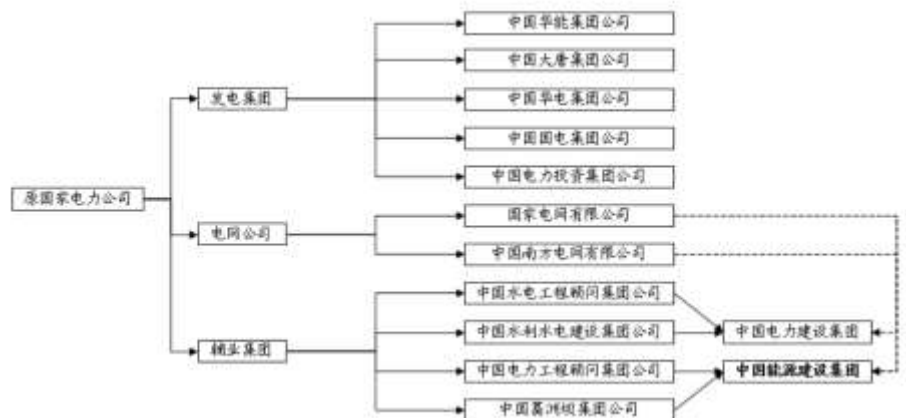 原国家电力公司
发电集团
中国华能集团公司
中国大唐集团公司
中国华电集团公司
中国国电集团公司
中国电力投资集团公司
电网公司
国家电网有限公司
中国南方电网有限公司
辅业集团
中国水电工程顾问集团公司
中国水利水电建设集团公司
中国电力工程顾问集团公司
中国葛洲坝集团公司
中国电力建设集团
中国能源建设集团